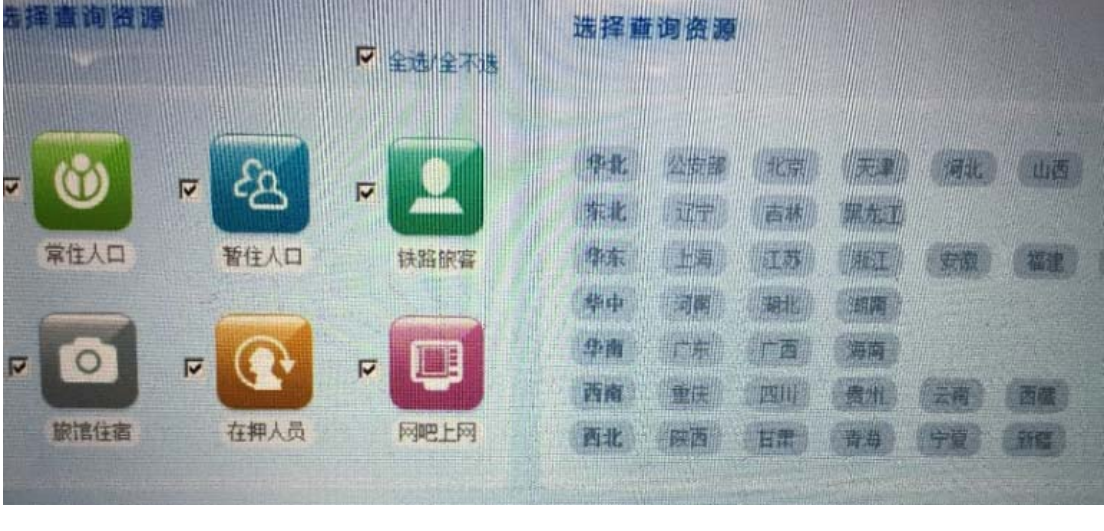 选择查询资源
全选/全不选
常住人口 暂住人口 铁路旅客
旅馆住宿 在押人员 网吧上网
选择查询资源
华北 公安部 北京 天津 河北 山西
东北 辽宁 吉林 黑龙江
华东 上海 江苏 浙江 安徽 福建
华中 河南 湖北 湖南
华南 广东 广西 海南
西南 重庆 四川 贵州 云南 西藏
西北 陕西 甘肃 青海 宁夏 新疆